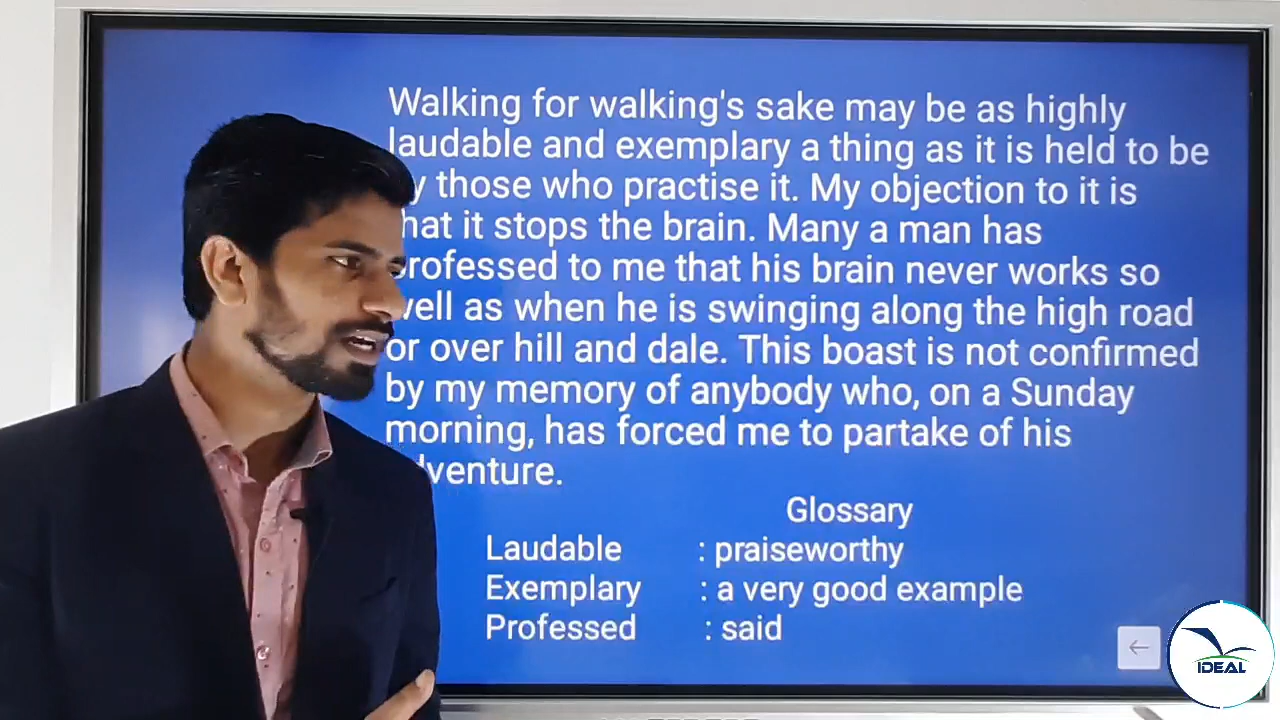 Walking for walking's sake may be as highly
laudable and exemplary a thing as it is held to be
those who practise it. My objection to it is
it stops the brain. Many a man has
professed to me that his brain never works so
well as when he is swinging along the high road
or over hill and dale. This boast is not confirmed
by my memory of anybody who, on a Sunday
morning, has forced me to partake of his
adventure.
Glossary
Laudable : praiseworthy
Exemplary : a very good example
Professed : said
IDEAL